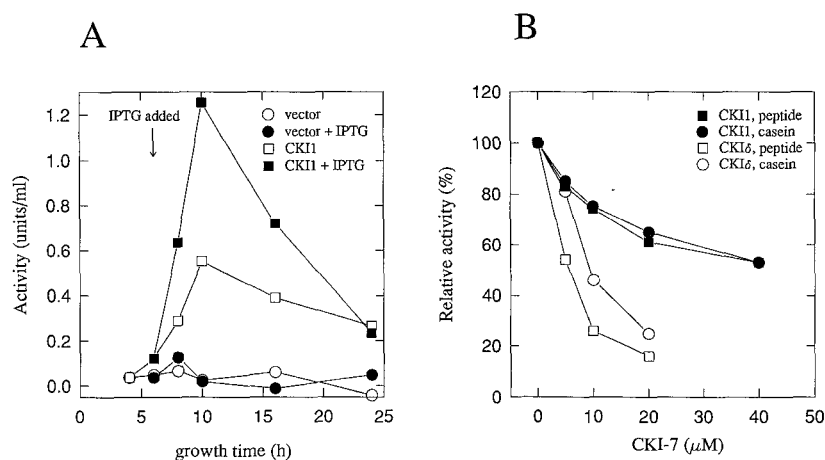 A
IPTG added
vector
vector + IPTG
CKI1
CKI1 + IPTG
Activity (units/ml)
1.2
1.0
0.8
0.6
0.4
0.2
0.0
0 5 10 15 20 25
growth time (h)
B
CKI1, peptide
CKI1, casein
CKIδ, peptide
CKIδ, casein
Relative activity (%)
120
100
80
60
40
20
0
0 10 20 30 40
CKI-7 (μM)